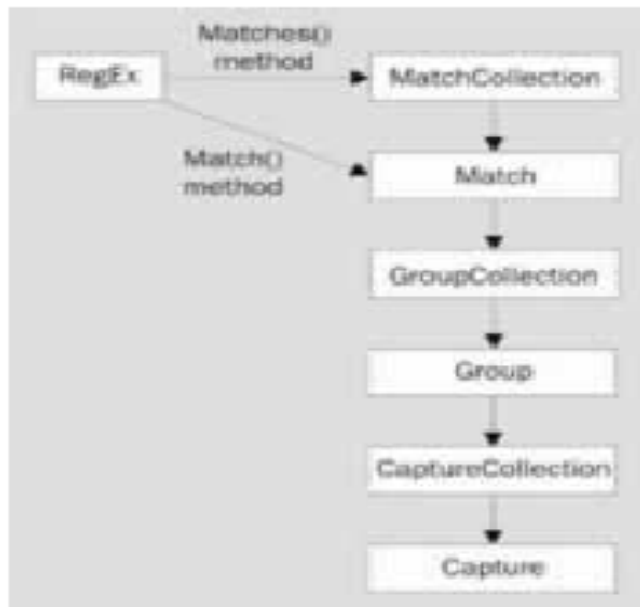 Matches()
method
RegEx
MatchCollection
Match()
method
Match
GroupCollection
Group
CaptureCollection
Capture